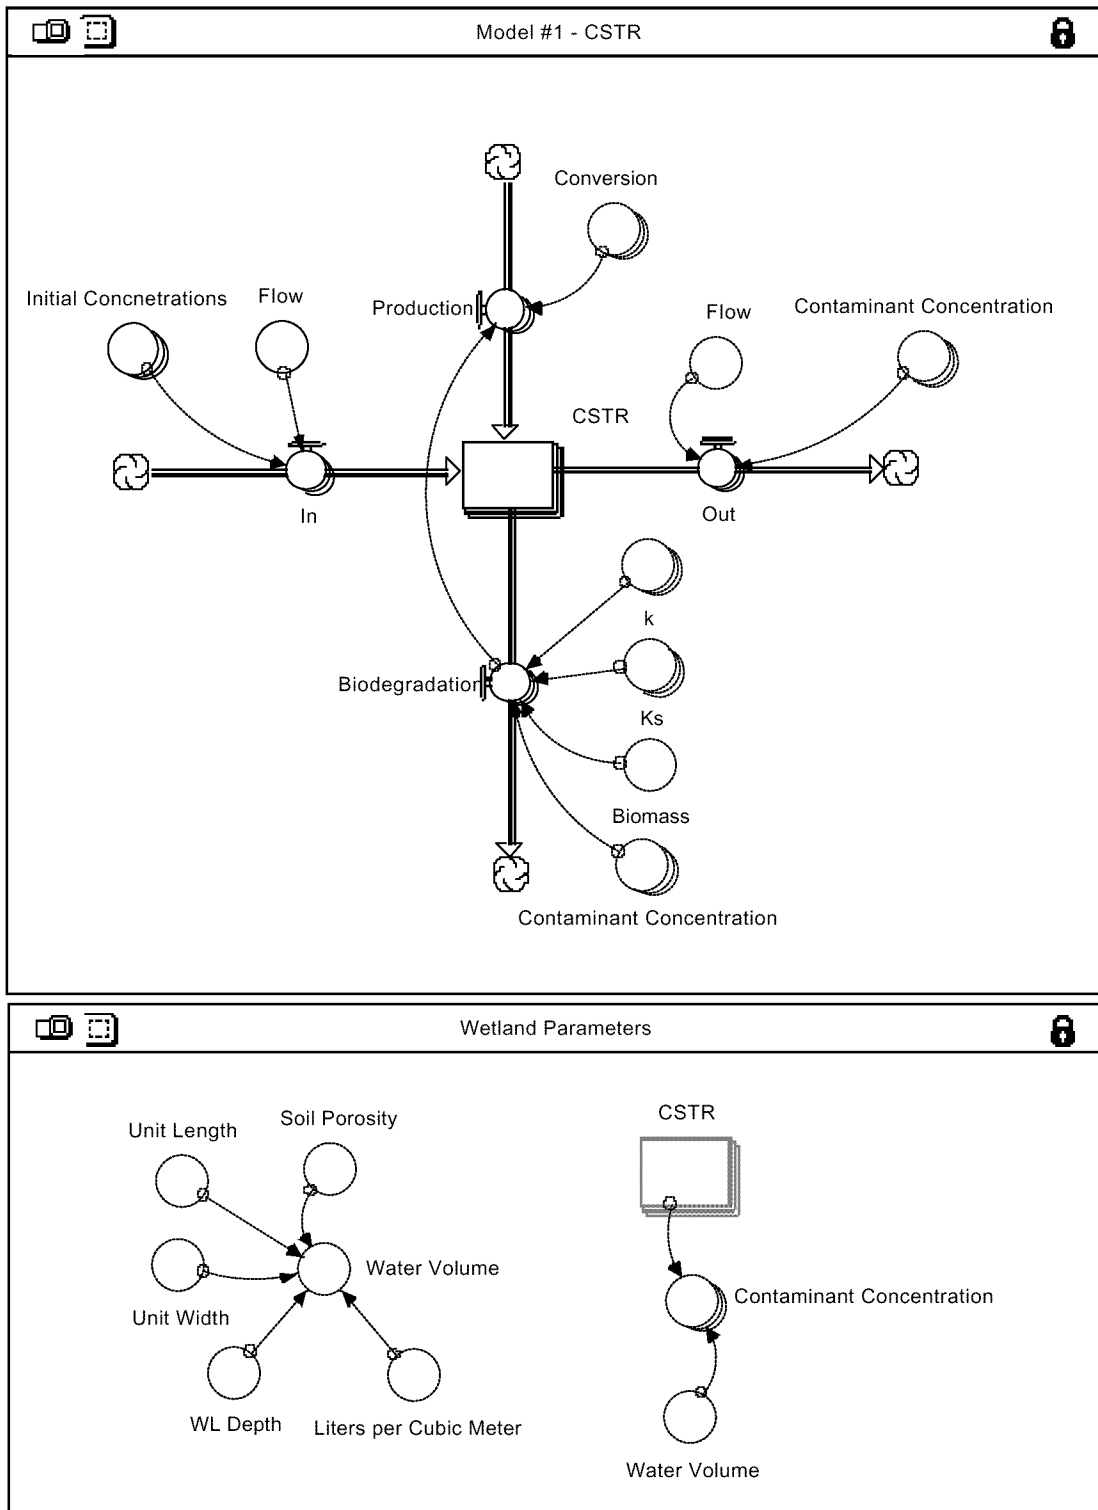 Model #1 - CSTR
Conversion
Initial Concnetrations
Flow
Production
Flow
Contaminant Concentration
CSTR
In
Out
k
Biodegradation
Ks
Biomass
Contaminant Concentration
Wetland Parameters
Unit Length
Soil Porosity
CSTR
Water Volume
Unit Width
Contaminant Concentration
WL Depth
Liters per Cubic Meter
Water Volume